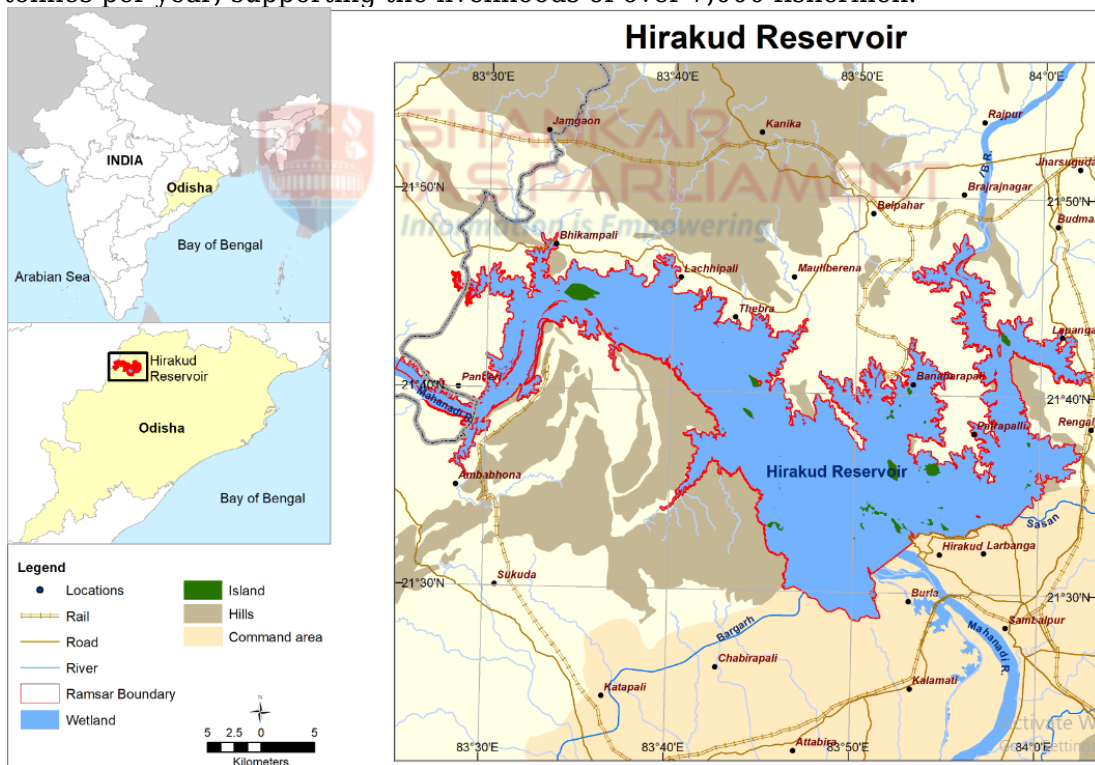 tonnes per year, supporting the livelihoods of over 7,000 fishermen.
Hirakud Reservoir
INDIA
Odisha
Bay of Bengal
Arabian Sea
Hirakud
Reservoir
Odisha
Bay of Bengal
Legend
Locations
Rail
Road
River
Ramsar Boundary
Wetland
Island
Hills
Command area
N
5 2.5 0 5
Kilometers
83°30'E 83°40'E 83°50'E 84°0'E
Jamgaon
Kanika
Rajpur
SHANKAR
IAS PARLIAMENT
Information is Empowering
IB R.
Jharsuguda
21°50'N
Brajrajnagar
21°50'N
Belpahar
Bhikampali
Lachhipali
Mauliberena
Thebra
Lapanga
21°40'N
Banaharapali
21°40'N
Mahanadi R.
Patrapalli
Rengal
Hirakud Reservoir
Ambabhona
Sasan
Hirakud
Larbanga
Sukuda
21°30'N
Burla
21°30'N
Sambalpur
Bargarh
Mahanadi R.
Chabirapali
Katapali
Kalamati
Attabira
83°30'E 83°40'E 83°50'E 84°0'E